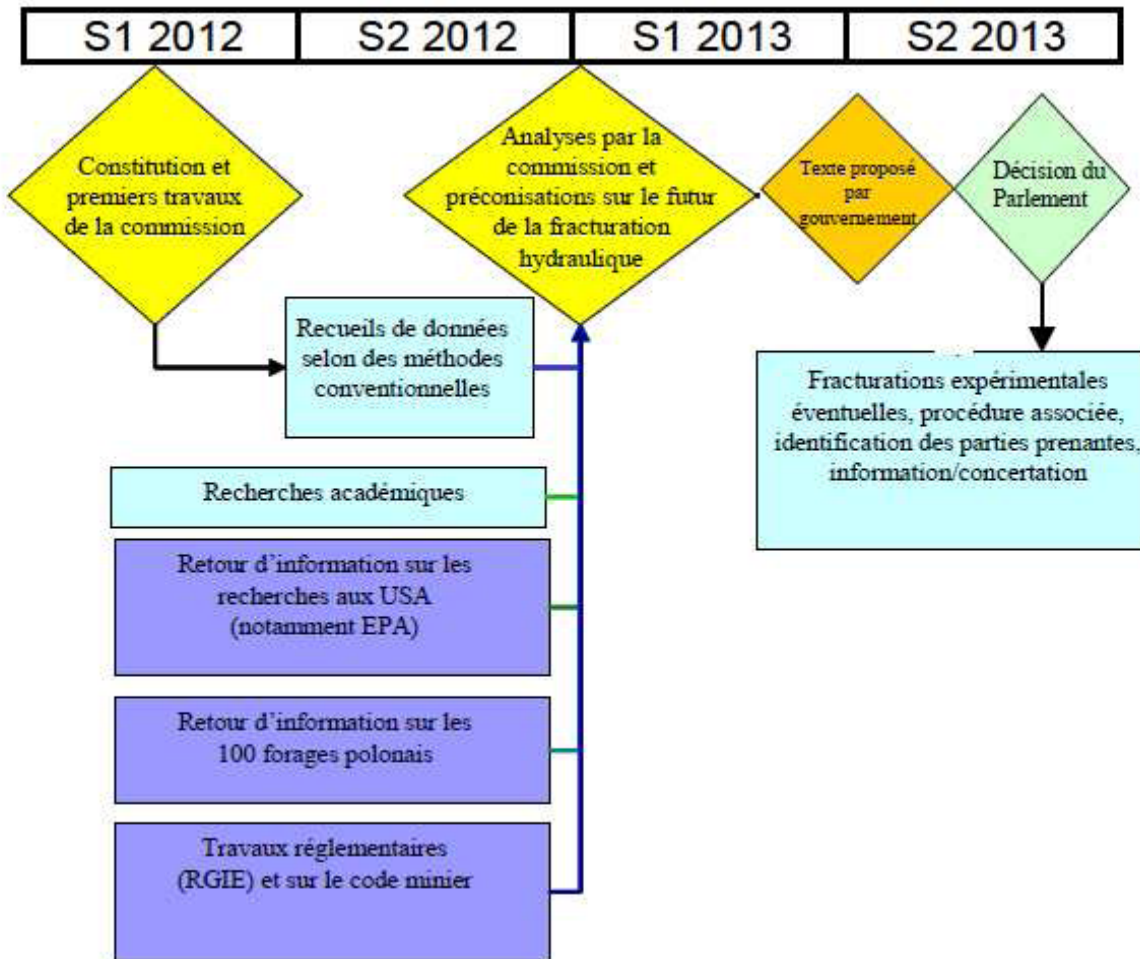 S1 2012
S2 2012
S1 2013
S2 2013
Constitution et
premiers travaux
de la commission
Analyses par la
commission et
préconisations sur le futur
de la fracturation
hydraulique
Texte proposé
par
gouvernement
Décision du
Parlement
Recueils de données
selon des méthodes
conventionnelles
Fracturations expérimentales
éventuelles, procédure associée,
identification des parties prenantes,
information/concertation
Recherches académiques
Retour d'information sur les
recherches aux USA
(notamment EPA)
Retour d'information sur les
100 forages polonais
Travaux réglementaires
(RGIE) et sur le code minier